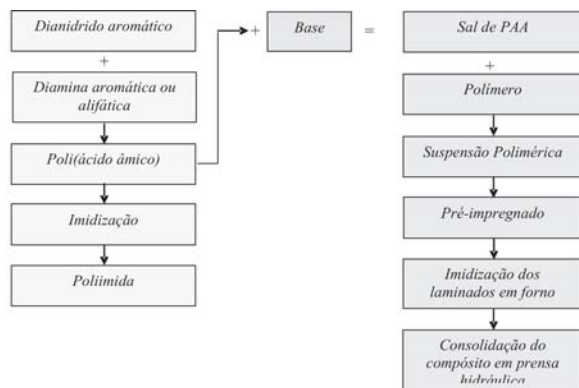 Dianidrido aromático
+
Diamina aromática ou
alifática
Poli(ácido âmico)
Imidização
Poliimida
+
Base
=
Sal de PAA
+
Polímero
Suspensão Polimérica
Pré-impregnado
Imidização dos
laminados em forno
Consolidação do
compósito em prensa
hidráulica